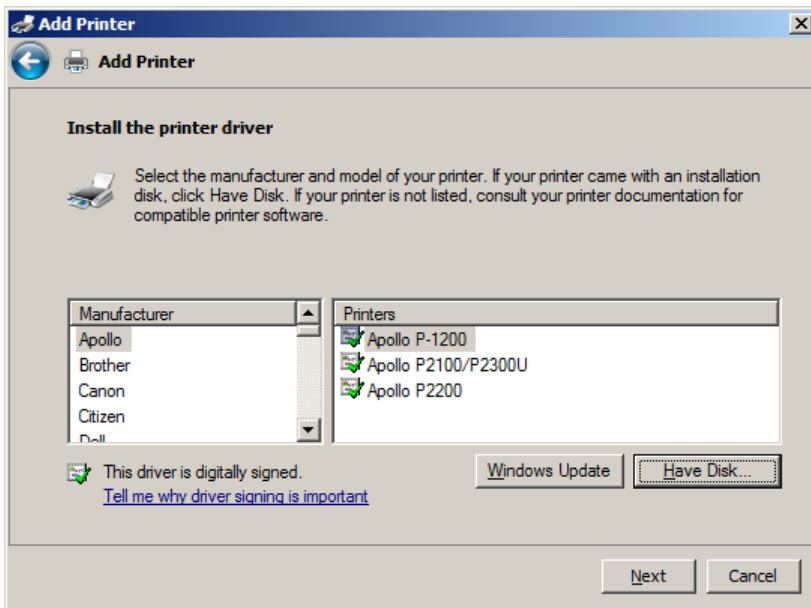 Add Printer
Add Printer
Install the printer driver
Select the manufacturer and model of your printer. If your printer came with an installation
disk, click Have Disk. If your printer is not listed, consult your printer documentation for
compatible printer software.
Manufacturer
Apollo
Brother
Canon
Citizen
Dell
Printers
Apollo P-1200
Apollo P2100/P2300U
Apollo P2200
This driver is digitally signed.
Tell me why driver signing is important
Windows Update
Have Disk...
Next
Cancel